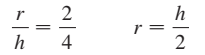 r/h = 2/4    r = h/2